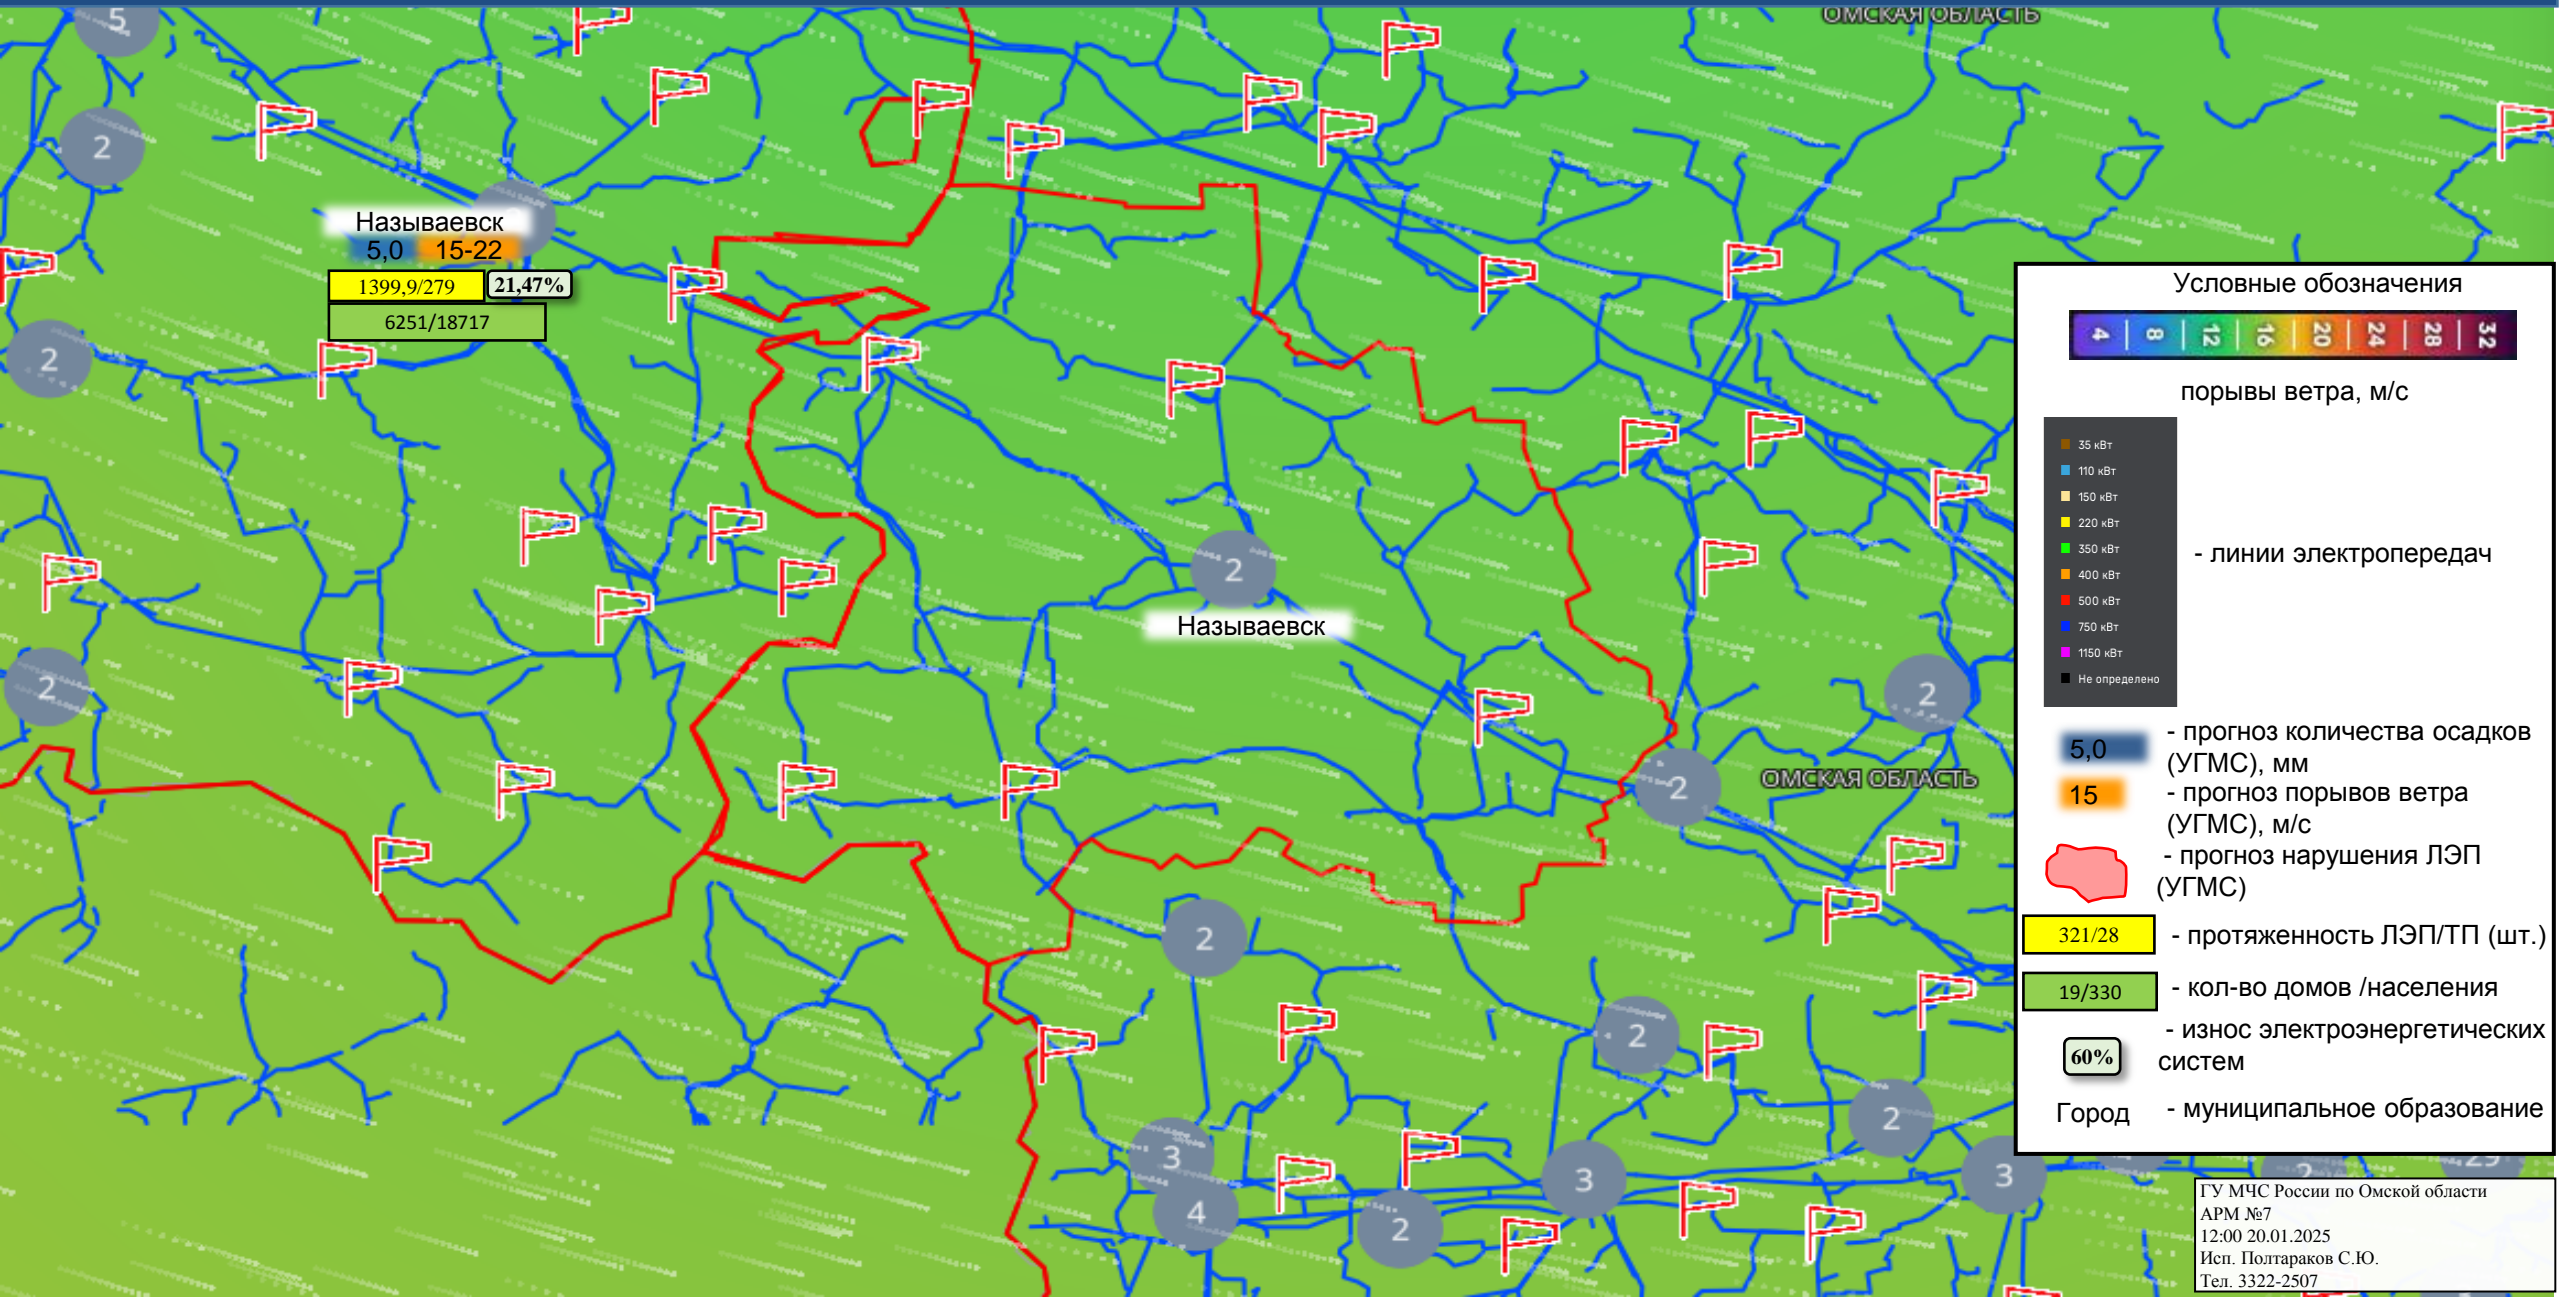 ОМСКАЯ ОБЛАСТЬ
5
2
Называевск
5,0 15-22
1399,9/279 21,47%
6251/18717
2
2
Называевск
2
2
2
ОМСКАЯ ОБЛАСТЬ
2
2
2
3
4
2
3
3
2
29
Условные обозначения
4 8 12 16 20 24 28 32
порывы ветра, м/с
35 кВт
110 кВт
150 кВт
220 кВт
350 кВт
400 кВт
500 кВт
750 кВт
1150 кВт
Не определено
- линии электропередач
5,0 - прогноз количества осадков
(УГМС), мм
15 - прогноз порывов ветра
(УГМС), м/с
- прогноз нарушения ЛЭП
(УГМС)
321/28 - протяженность ЛЭП/ТП (шт.)
19/330 - кол-во домов /населения
60% - износ электроэнергетических
систем
Город - муниципальное образование
ГУ МЧС России по Омской области
АРМ №7
12:00 20.01.2025
Исп. Полтараков С.Ю.
Тел. 3322-2507